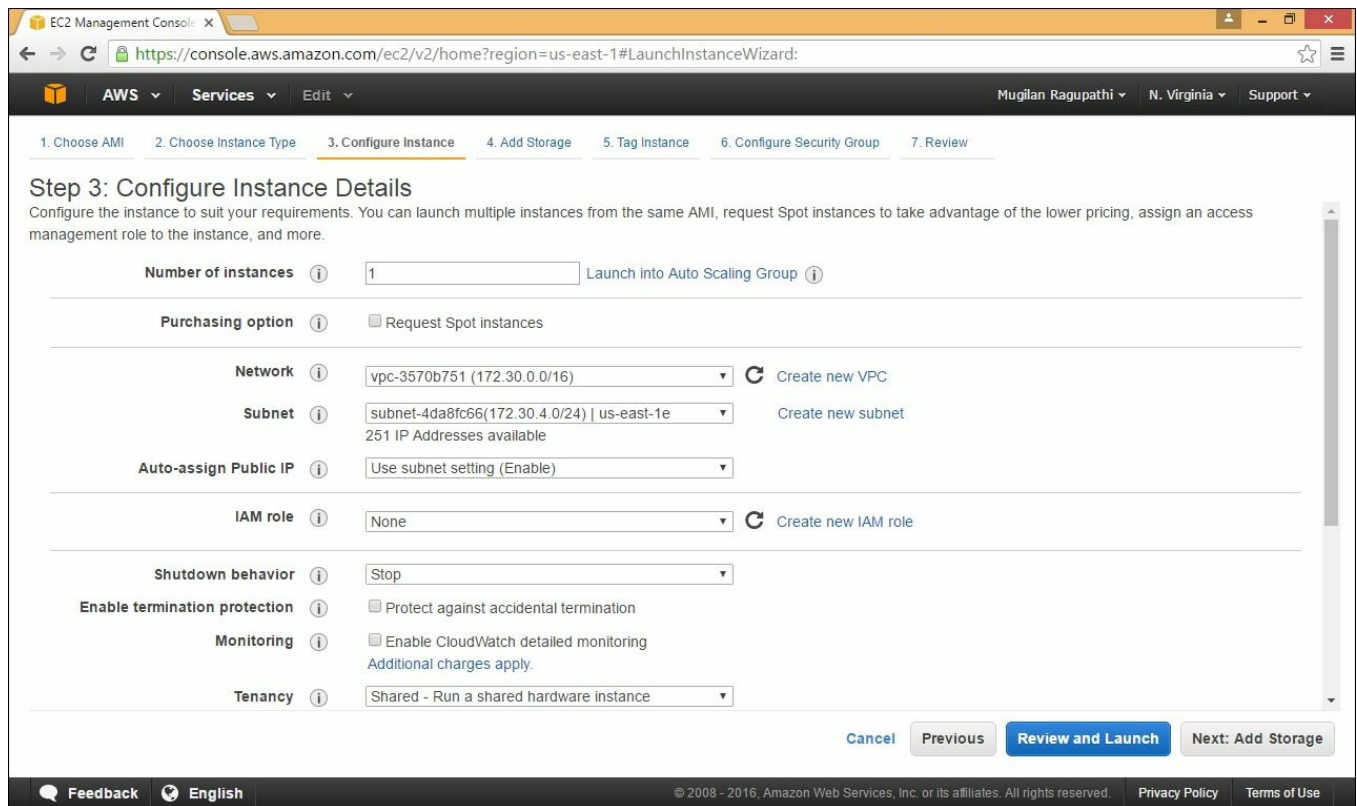 EC2 Management Console
https://console.aws.amazon.com/ec2/v2/home?region=us-east-1#LaunchInstanceWizard:
AWS Services Edit Mugilan Ragupathi N. Virginia Support
1. Choose AMI 2. Choose Instance Type 3. Configure Instance 4. Add Storage 5. Tag Instance 6. Configure Security Group 7. Review
Step 3: Configure Instance Details
Configure the instance to suit your requirements. You can launch multiple instances from the same AMI, request Spot instances to take advantage of the lower pricing, assign an access
management role to the instance, and more.
Number of instances 1 Launch into Auto Scaling Group
Purchasing option Request Spot instances
Network vpc-3570b751 (172.30.0.0/16) Create new VPC
Subnet subnet-4da8fc66(172.30.4.0/24) | us-east-1e Create new subnet
251 IP Addresses available
Auto-assign Public IP Use subnet setting (Enable)
IAM role None Create new IAM role
Shutdown behavior Stop
Enable termination protection Protect against accidental termination
Monitoring Enable CloudWatch detailed monitoring
Additional charges apply.
Tenancy Shared - Run a shared hardware instance
Cancel Previous Review and Launch Next: Add Storage
Feedback English © 2008 - 2016, Amazon Web Services, Inc. or its affiliates. All rights reserved. Privacy Policy Terms of Use